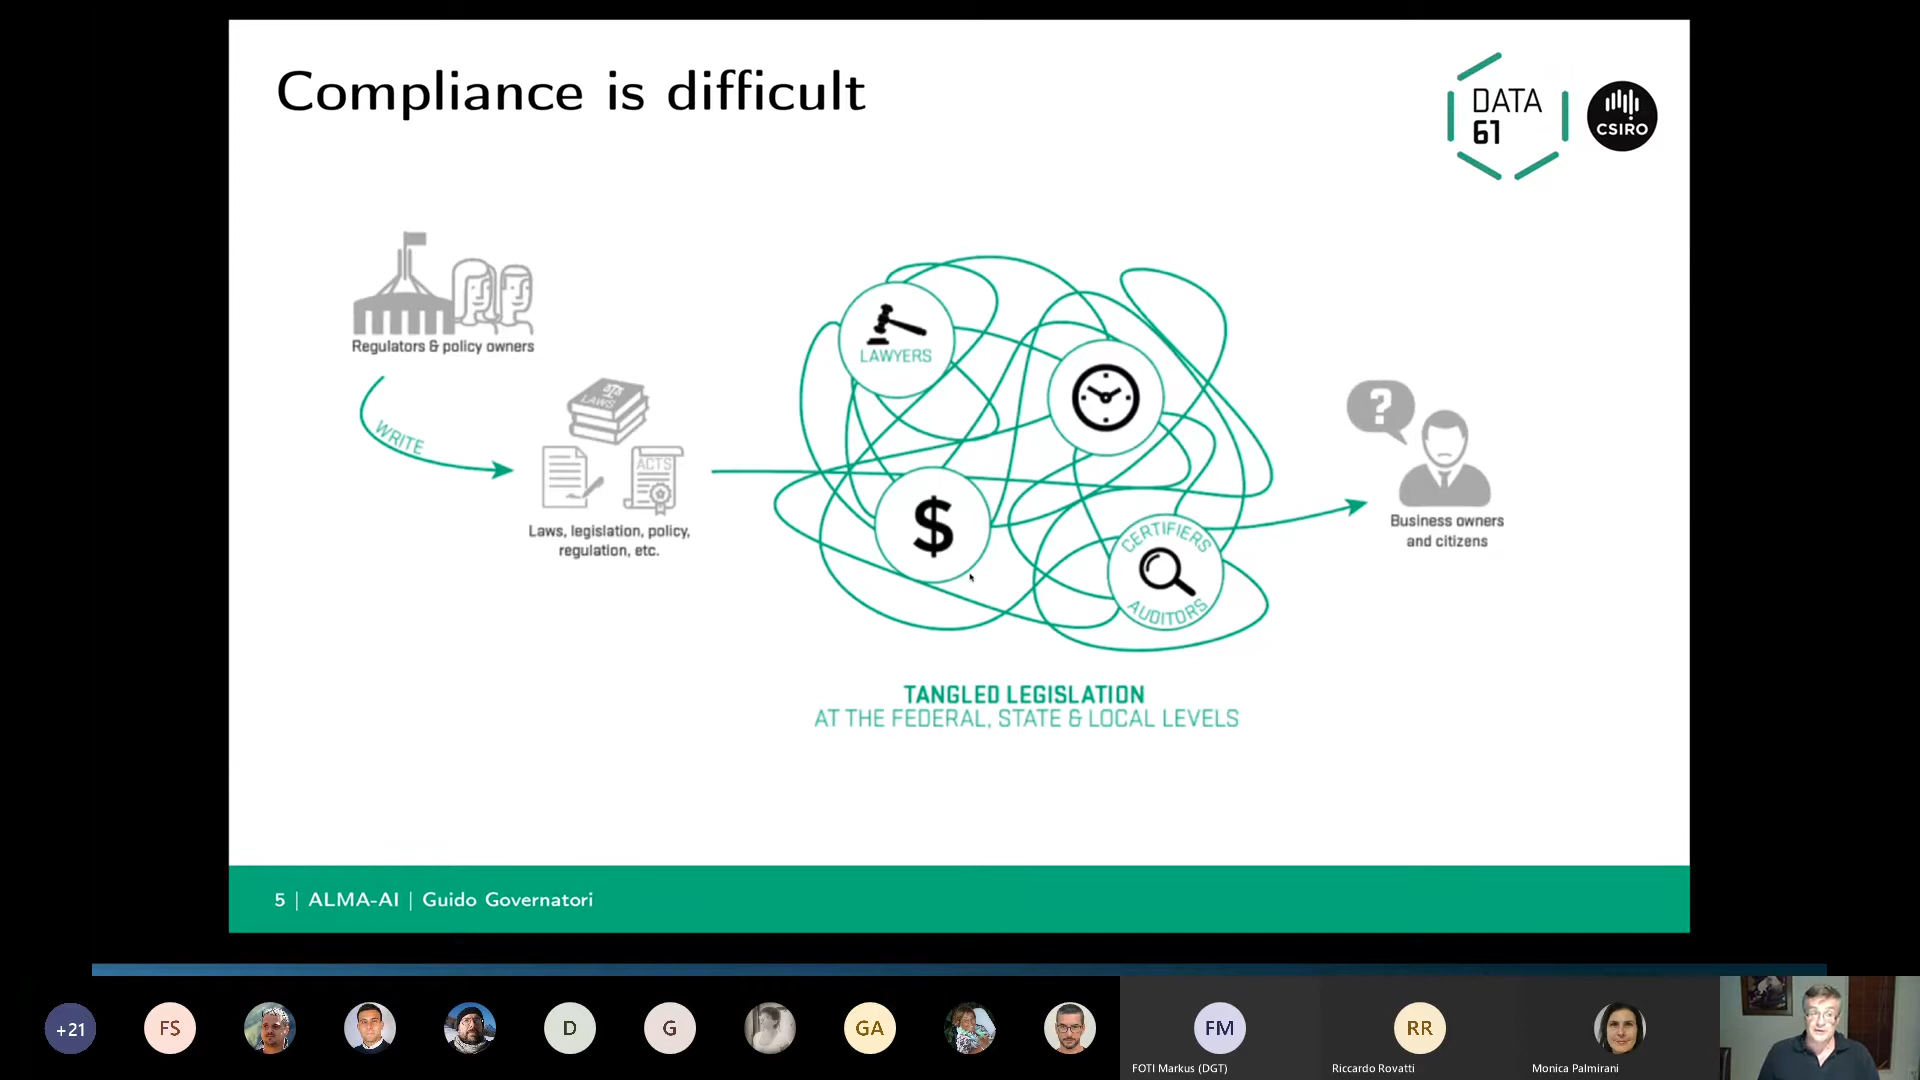 Compliance is difficult
DATA
61
CSIRO
Regulators & policy owners
WRITE
LAWS
ACTS
Laws, legislation, policy,
regulation, etc.
LAWYERS
$
CERTIFIERS
AUDITORS
?
Business owners
and citizens
TANGLED LEGISLATION
AT THE FEDERAL, STATE & LOCAL LEVELS
5 | ALMA-AI | Guido Governatori
+21
FS
D
G
GA
FM
RR
FOTI Markus (DGT)
Riccardo Rovatti
Monica Palmirani